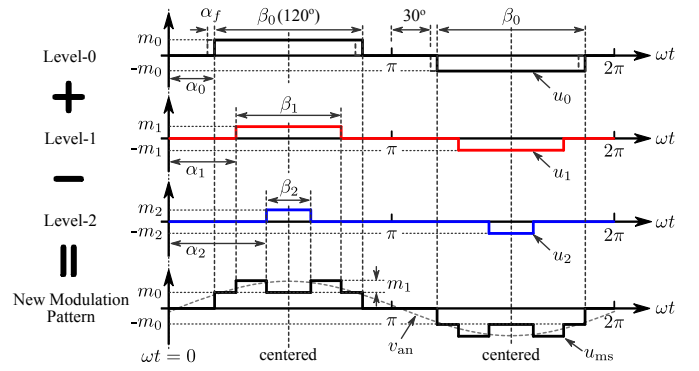 α_f β_0(120°) 30° β_0 ωt
m_0
Level-0
-m_0 π 2π
α_0 u_0
+
β_1 ωt
m_1
Level-1
-m_1 π 2π
α_1 u_1
−
β_2 ωt
m_2
Level-2
-m_2 π 2π
α_2 u_2
=
m_1 ωt
New Modulation Pattern m_0
-m_0 π 2π
v_an u_ms
ωt = 0 centered centered